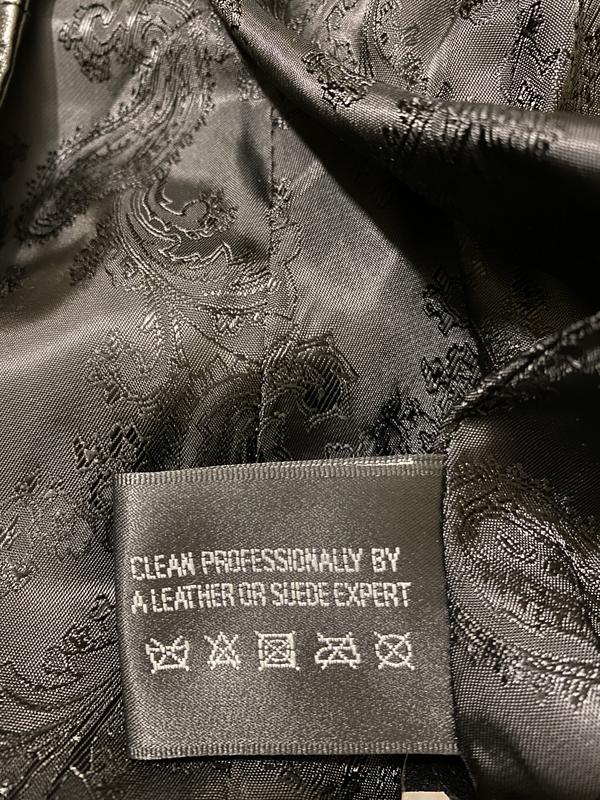 CLEAN PROFESSIONALLY BY
A LEATHER OR SUEDE EXPERT